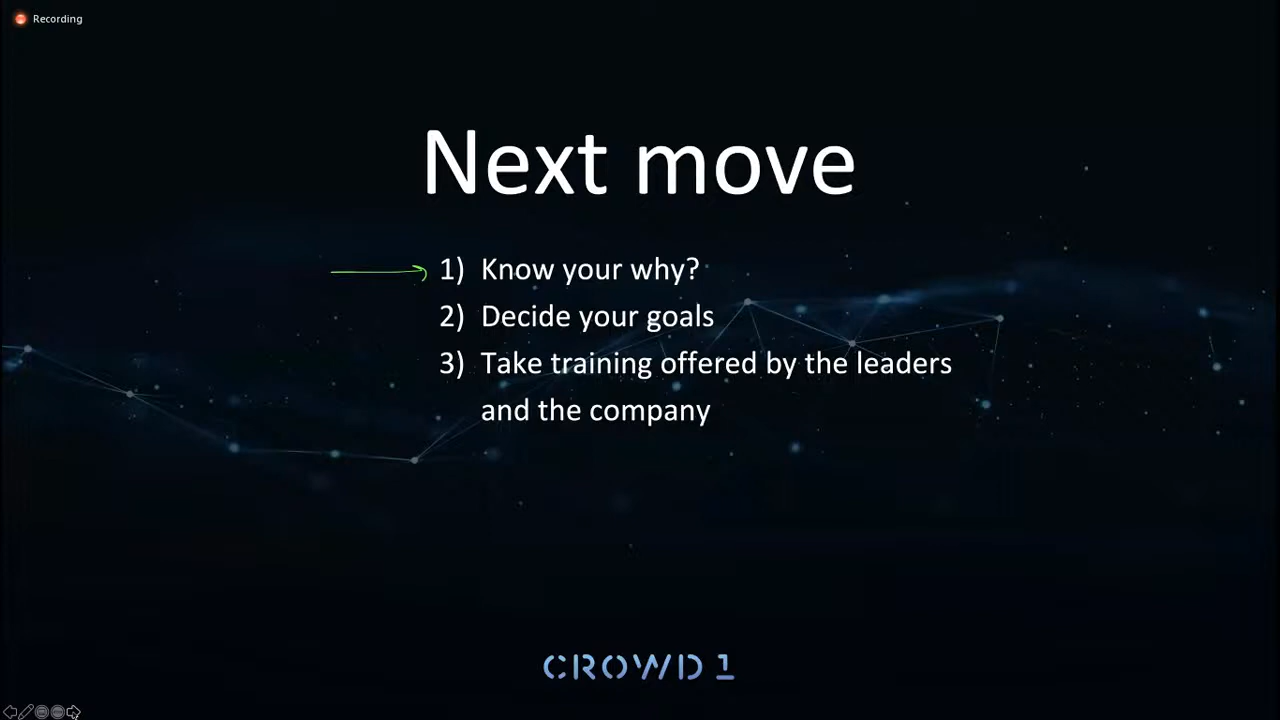 Recording
Next move
1) Know your why?
2) Decide your goals
3) Take training offered by the leaders
and the company
CROWD 1